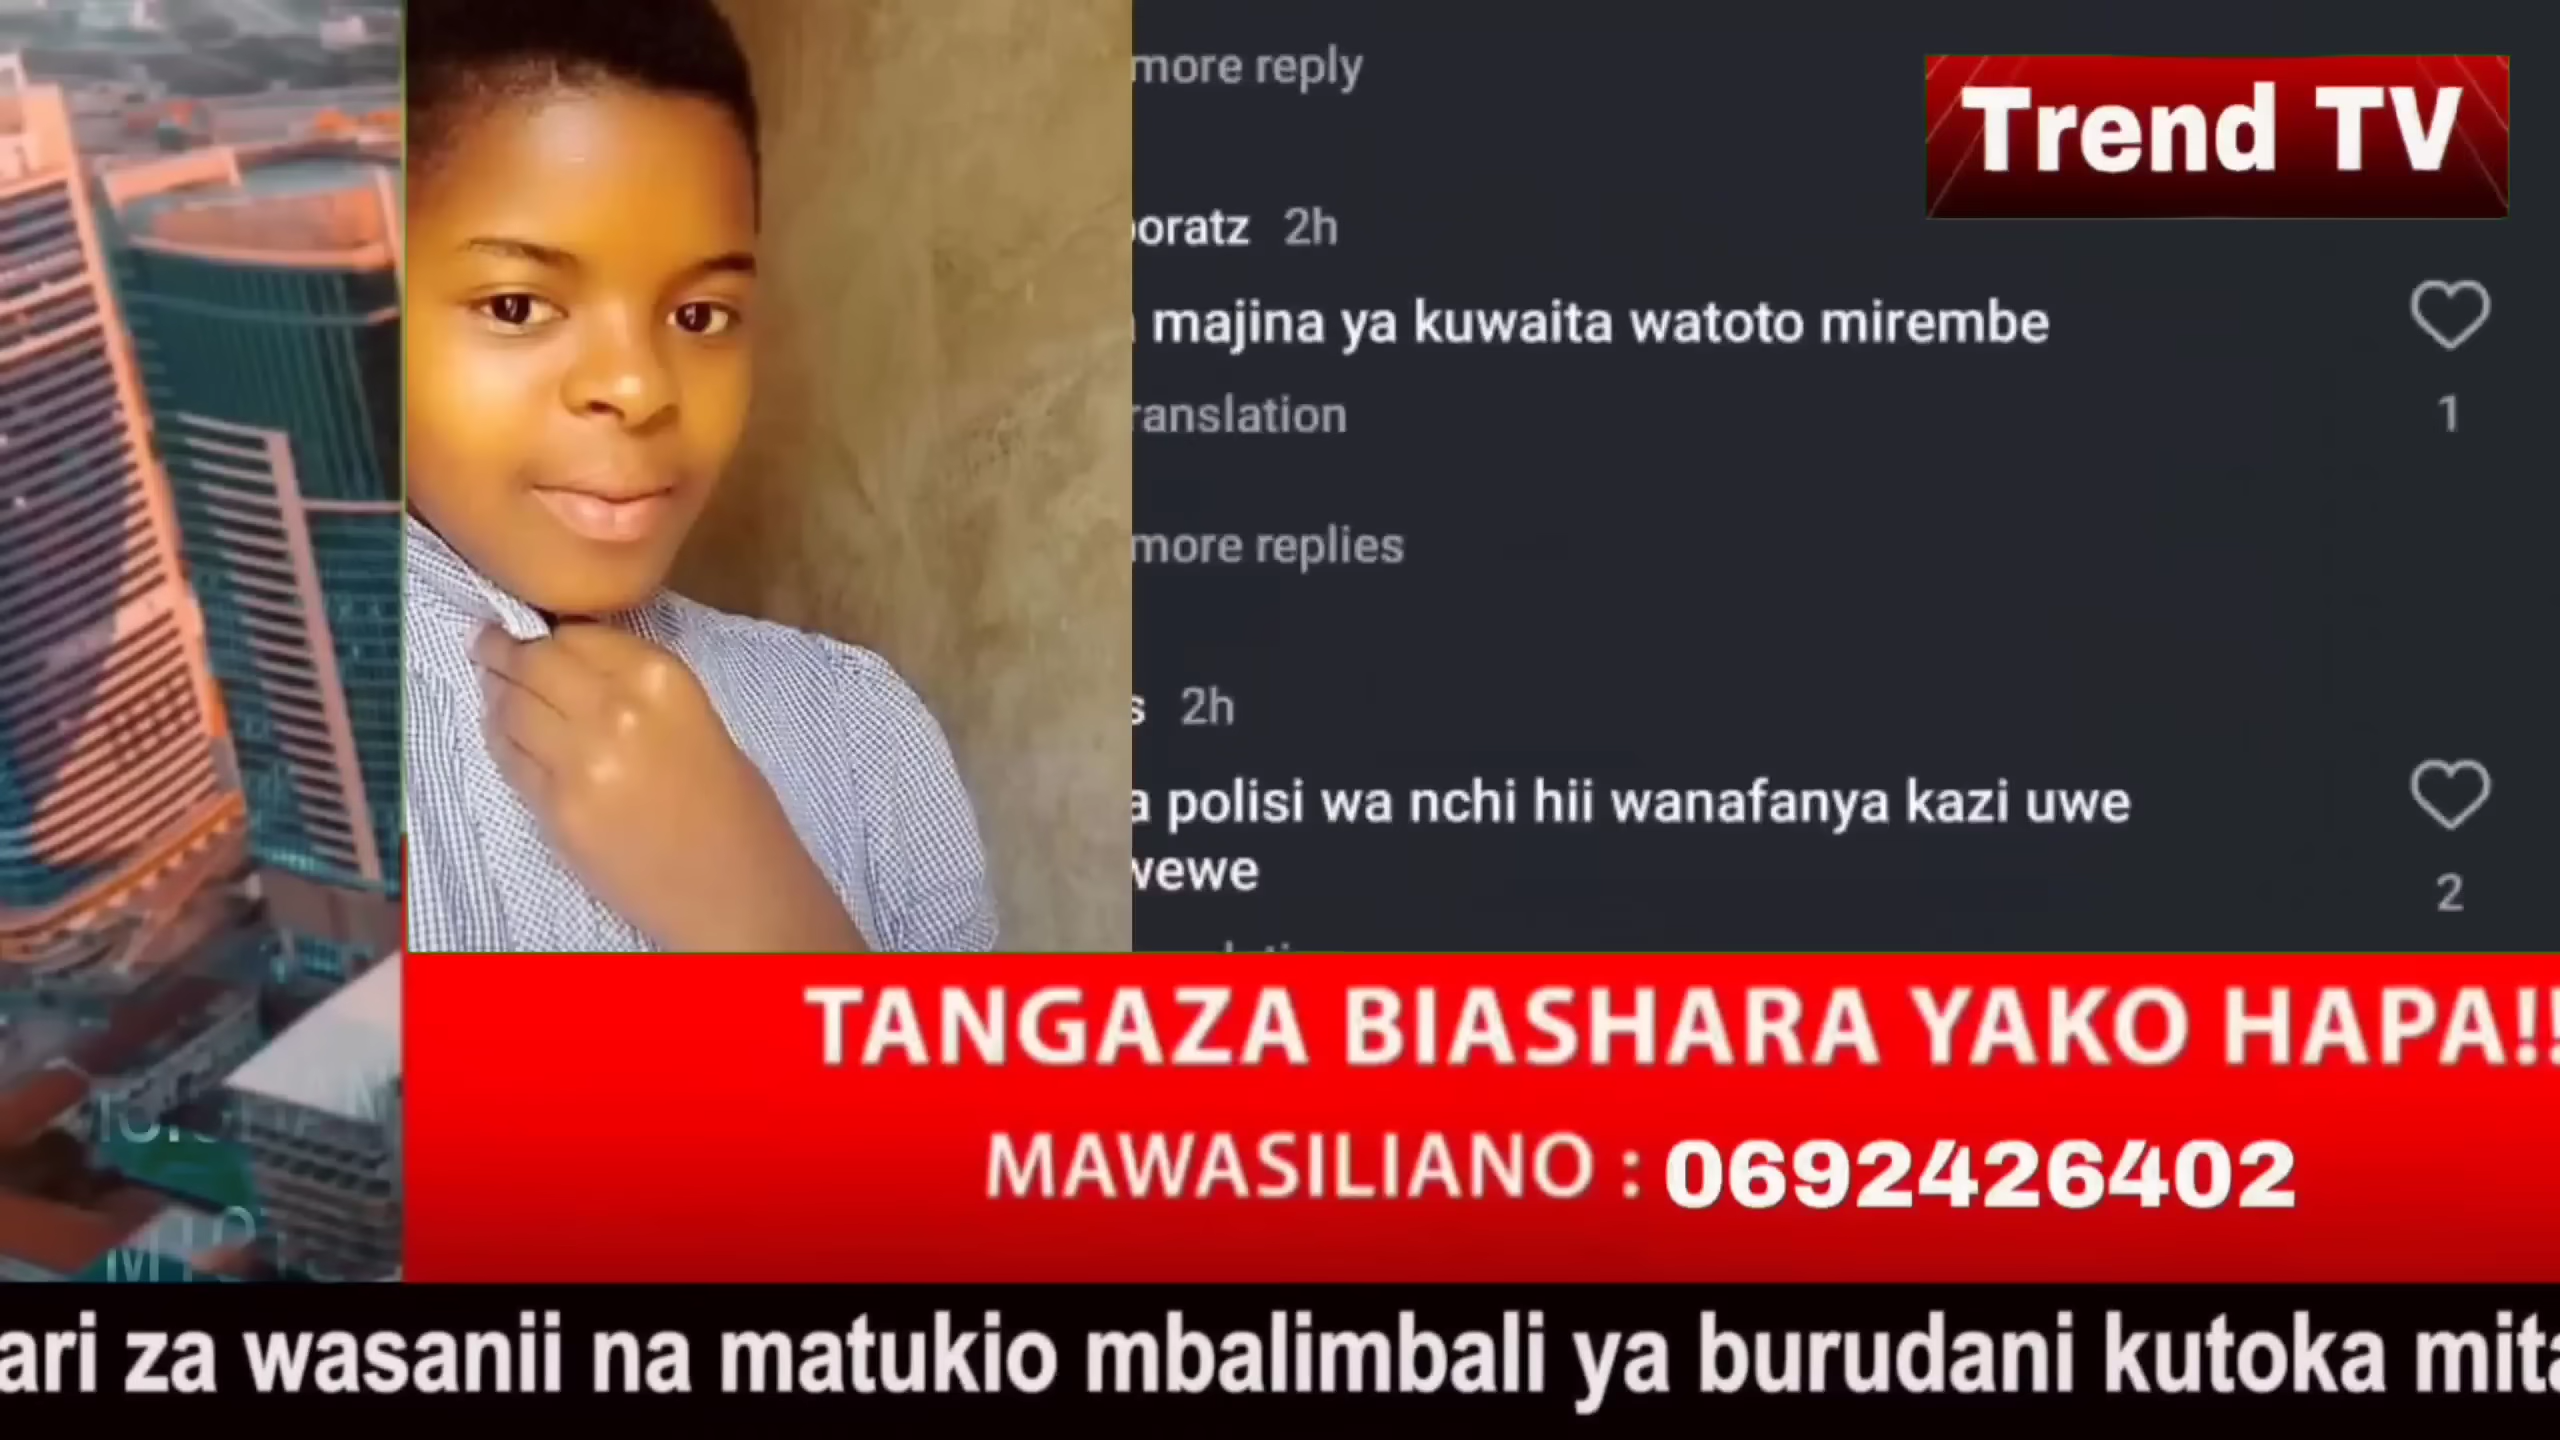 more reply
Trend TV
oratz 2h
majina ya kuwaita watoto mirembe
1
ranslation
more replies
s 2h
a polisi wa nchi hii wanafanya kazi uwe
wewe
2
TANGAZA BIASHARA YAKO HAPA!!
MAWASILIANO : 0692426402
ari za wasanii na matukio mbalimbali ya burudani kutoka mita